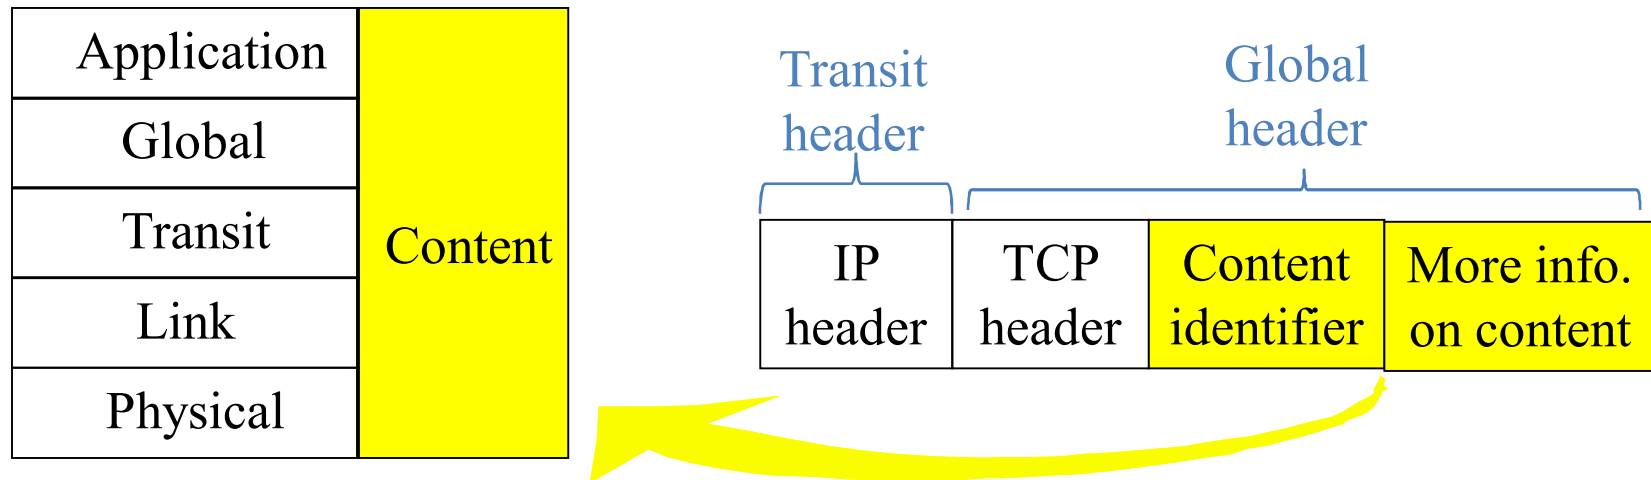 Application
Global
Transit
Link
Physical
Content
Transit
header
Global
header
IP
header
TCP
header
Content
identifier
More info.
on content